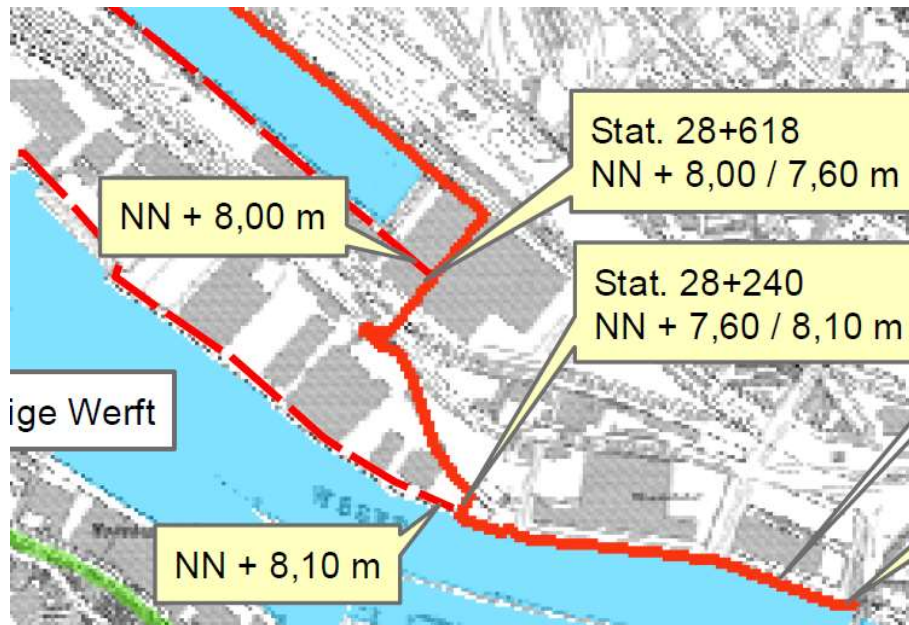 Stat. 28+618
NN + 8,00 / 7,60 m
NN + 8,00 m
Stat. 28+240
NN + 7,60 / 8,10 m
ige Werft
NN + 8,10 m